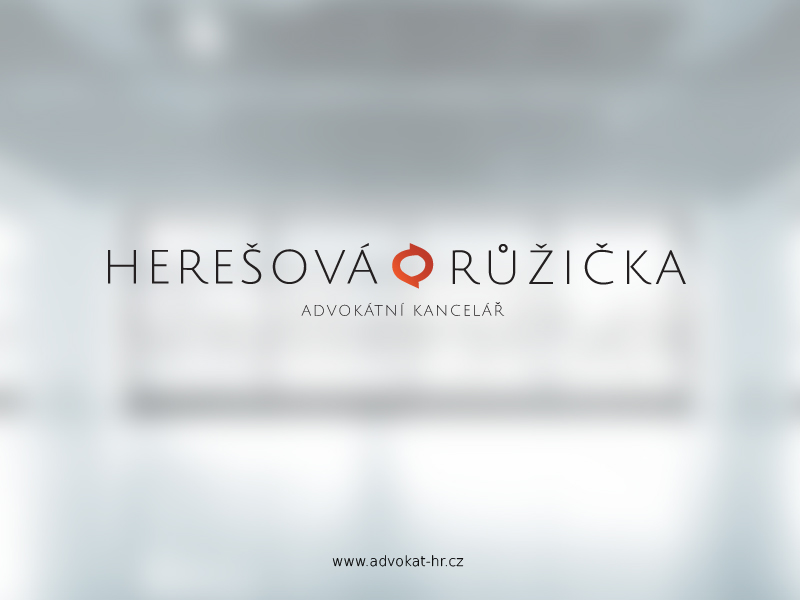 HEREŠOVÁ RŮŽIČKA
ADVOKÁTNÍ KANCELÁŘ
www.advokat-hr.cz